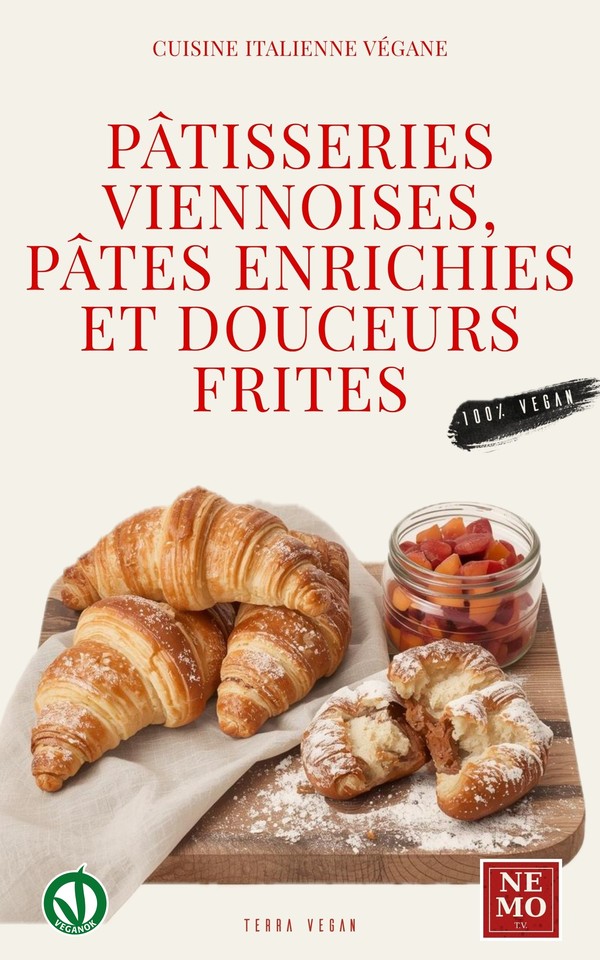 CUISINE ITALIENNE VÉGANE
PÂTISSERIES
VIENNOISES,
PÂTES ENRICHIES
ET DOUCEURS
FRITES
100% VEGAN
VEGANOK
TERRA VEGAN
NE
MO
T.V.